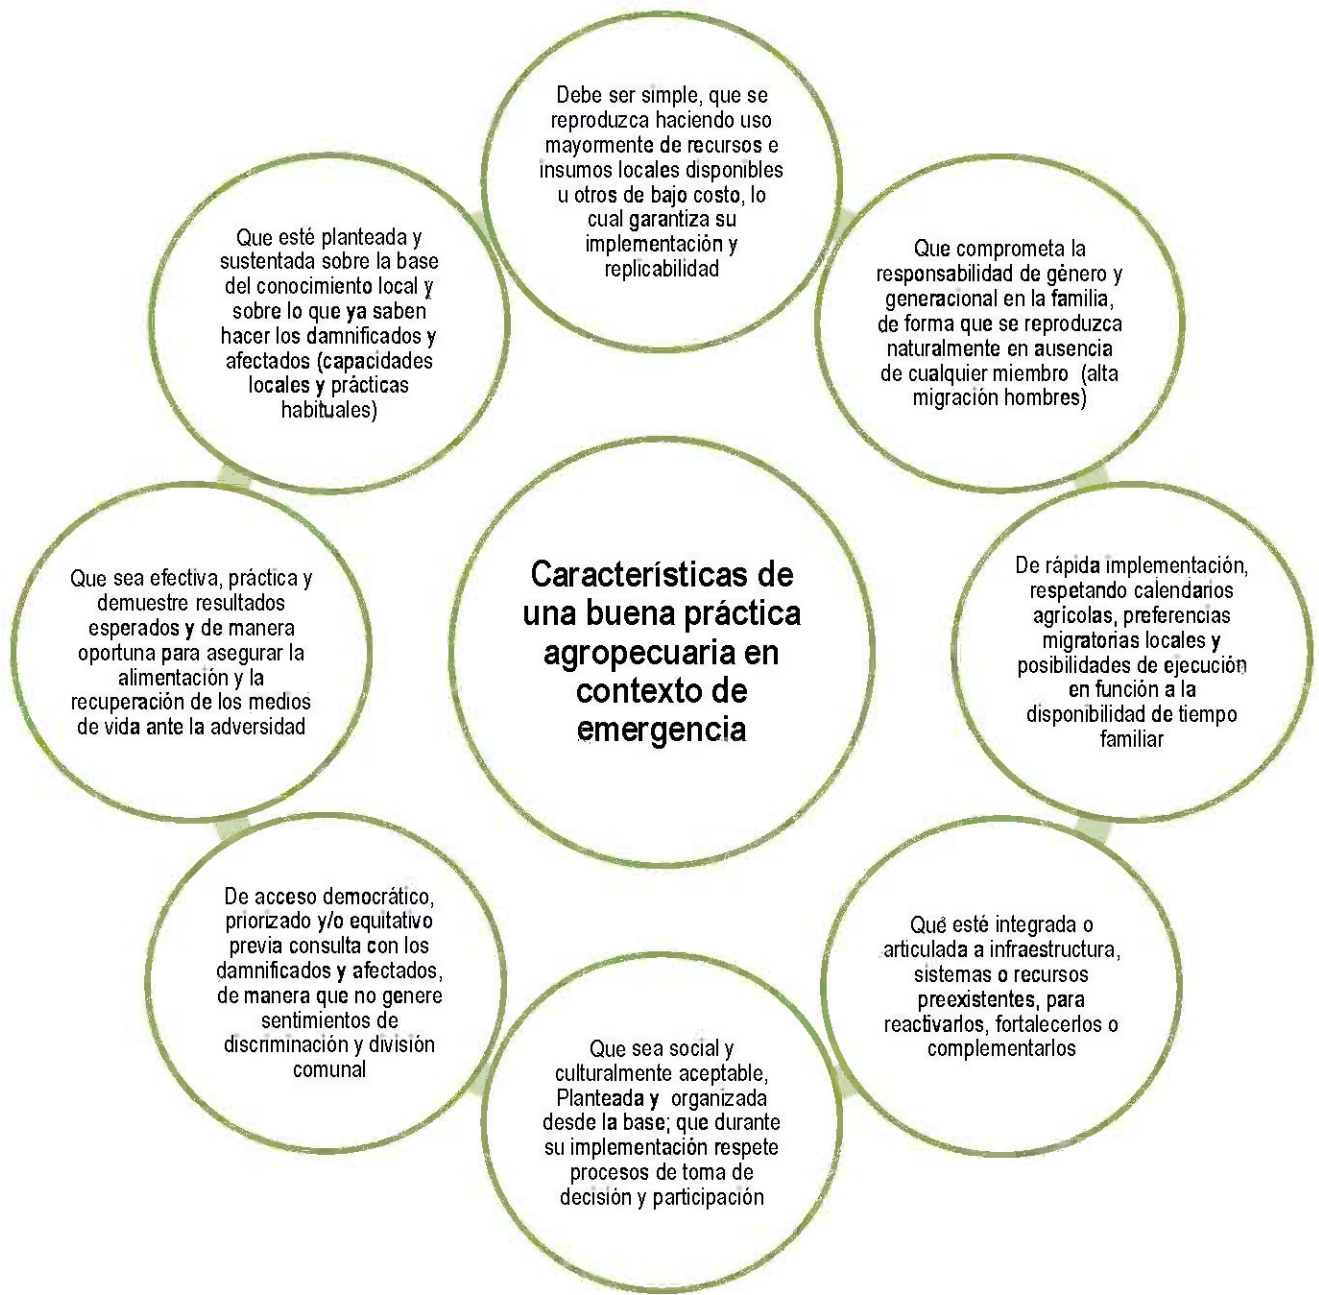 Debe ser simple, que se
reproduzca haciendo uso
mayormente de recursos e
insumos locales disponibles
u otros de bajo costo, lo
cual garantiza su
implementación y
replicabilidad
Que comprometa la
responsabilidad de género y
generacional en la familia,
de forma que se reproduzca
naturalmente en ausencia
de cualquier miembro (alta
migración hombres)
De rápida implementación,
respetando calendarios
agrícolas, preferencias
migratorias locales y
posibilidades de ejecución
en función a la
disponibilidad de tiempo
familiar
Que esté integrada o
articulada a infraestructura,
sistemas o recursos
preexistentes, para
reactivarlos, fortalecerlos o
complementarlos
Que sea social y
culturalmente aceptable,
Planteada y organizada
desde la base; que durante
su implementación respete
procesos de toma de
decisión y participación
De acceso democrático,
priorizado y/o equitativo
previa consulta con los
damnificados y afectados,
de manera que no genere
sentimientos de
discriminación y división
comunal
Que sea efectiva, práctica y
demuestre resultados
esperados y de manera
oportuna para asegurar la
alimentación y la
recuperación de los medios
de vida ante la adversidad
Que esté planteada y
sustentada sobre la base
del conocimiento local y
sobre lo que ya saben
hacer los damnificados y
afectados (capacidades
locales y prácticas
habituales)
Características de
una buena práctica
agropecuaria en
contexto de
emergencia